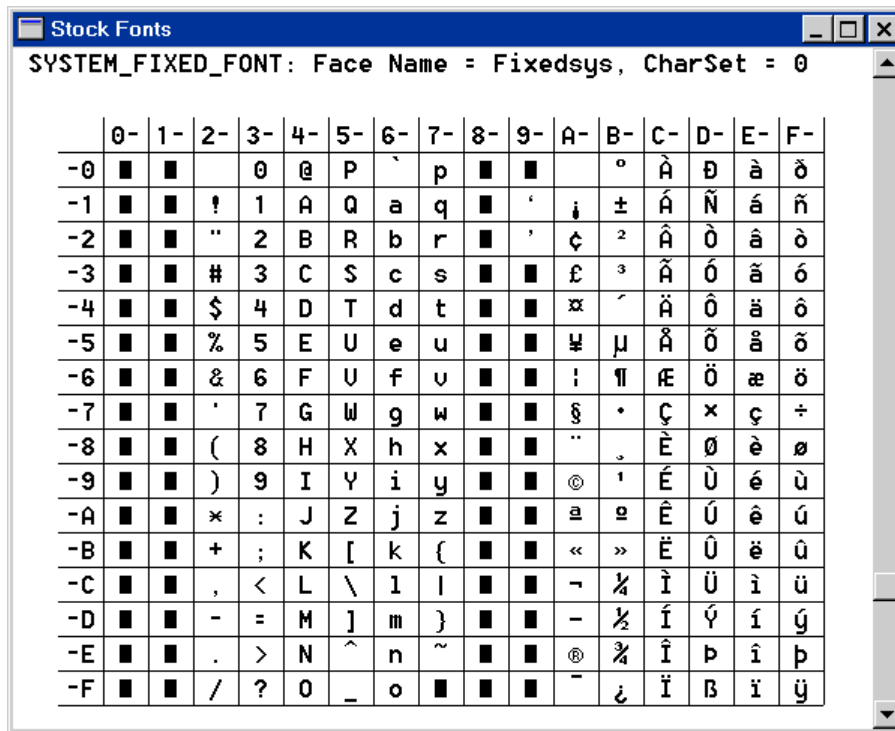 Stock Fonts
SYSTEM_FIXED_FONT: Face Name = Fixedsys, CharSet = 0
0- 1- 2- 3- 4- 5- 6- 7- 8- 9- A- B- C- D- E- F-
-0 ■ ■ 0 @ P ` p ■ ■ ° À Ð à ð
-1 ■ ■ ! 1 A Q a q ■ ‘ ¡ ± Á Ñ á ñ
-2 ■ ■ " 2 B R b r ■ ’ ¢ ² Â Ò â ò
-3 ■ ■ # 3 C S c s ■ ■ £ ³ Ã Ó ã ó
-4 ■ ■ $ 4 D T d t ■ ■ ¤ ´ Ä Ô ä ô
-5 ■ ■ % 5 E U e u ■ ■ ¥ µ Å Õ å õ
-6 ■ ■ & 6 F V f v ■ ■ ¦ ¶ Æ Ö æ ö
-7 ■ ■ ' 7 G W g w ■ ■ § · Ç × ç ÷
-8 ■ ■ ( 8 H X h x ■ ■ ¨ ¸ È Ø è ø
-9 ■ ■ ) 9 I Y i y ■ ■ © ¹ É Ù é ù
-A ■ ■ * : J Z j z ■ ■ ª º Ê Ú ê ú
-B ■ ■ + ; K [ k { ■ ■ « » Ë Û ë û
-C ■ ■ , < L \ l | ■ ■ ¬ ¼ Ì Ü ì ü
-D ■ ■ - = M ] m } ■ ■ – ½ Í Ý í ý
-E ■ ■ . > N ^ n ~ ■ ■ ® ¾ Î Þ î þ
-F ■ ■ / ? O _ o ■ ■ ■ ¯ ¿ Ï ß ï ÿ